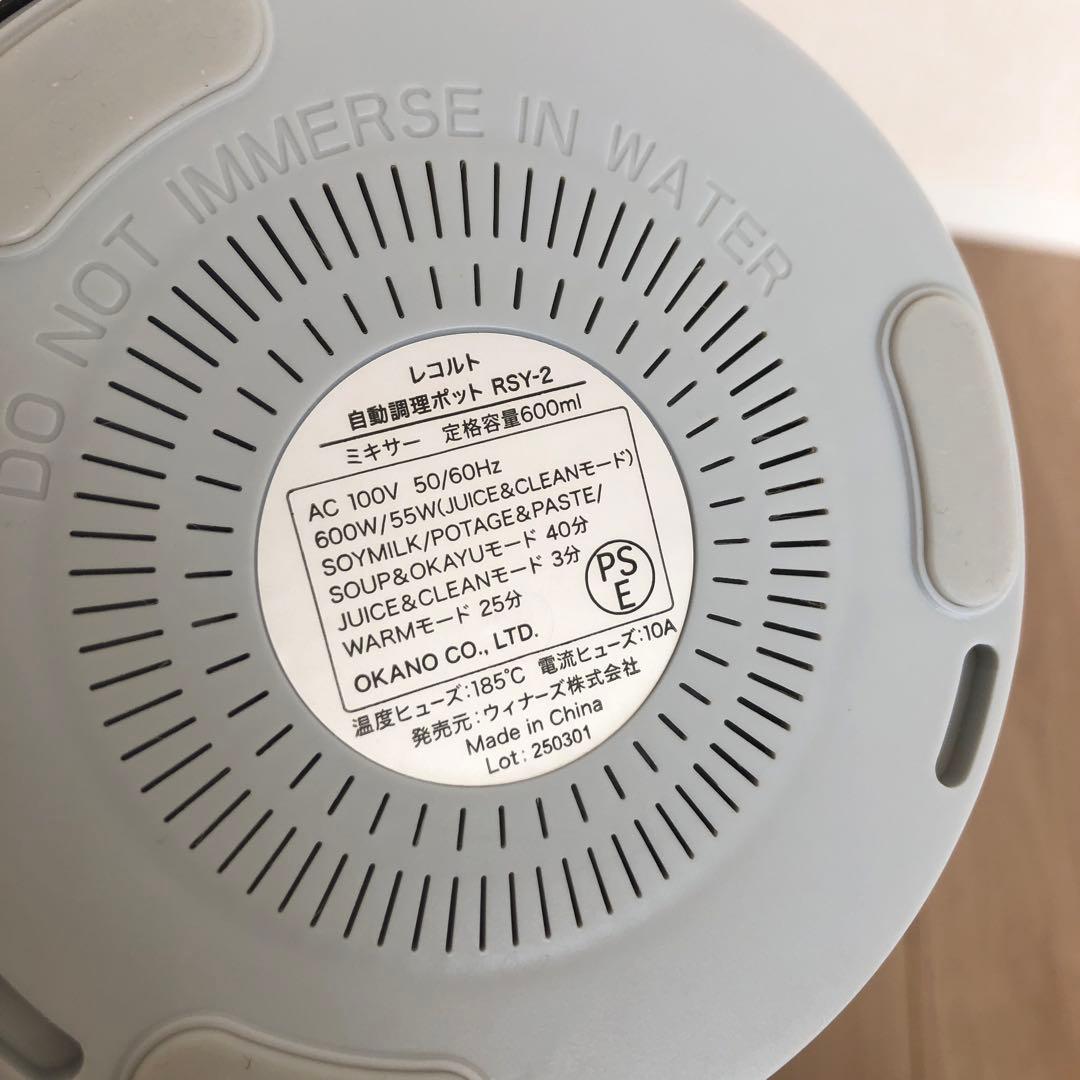 DO NOT IMMERSE IN WATER
レコルト
自動調理ポット RSY-2
ミキサー 定格容量600ml
AC 100V 50/60Hz
600W/55W(JUICE&CLEANモード)
SOYMILK/POTAGE&PASTE/
SOUP&OKAYUモード 40分
JUICE&CLEANモード 3分
WARMモード 25分
PS
E
OKANO CO., LTD.
温度ヒューズ:185℃ 電流ヒューズ:10A
発売元:ウィナーズ株式会社
Made in China
Lot: 250301